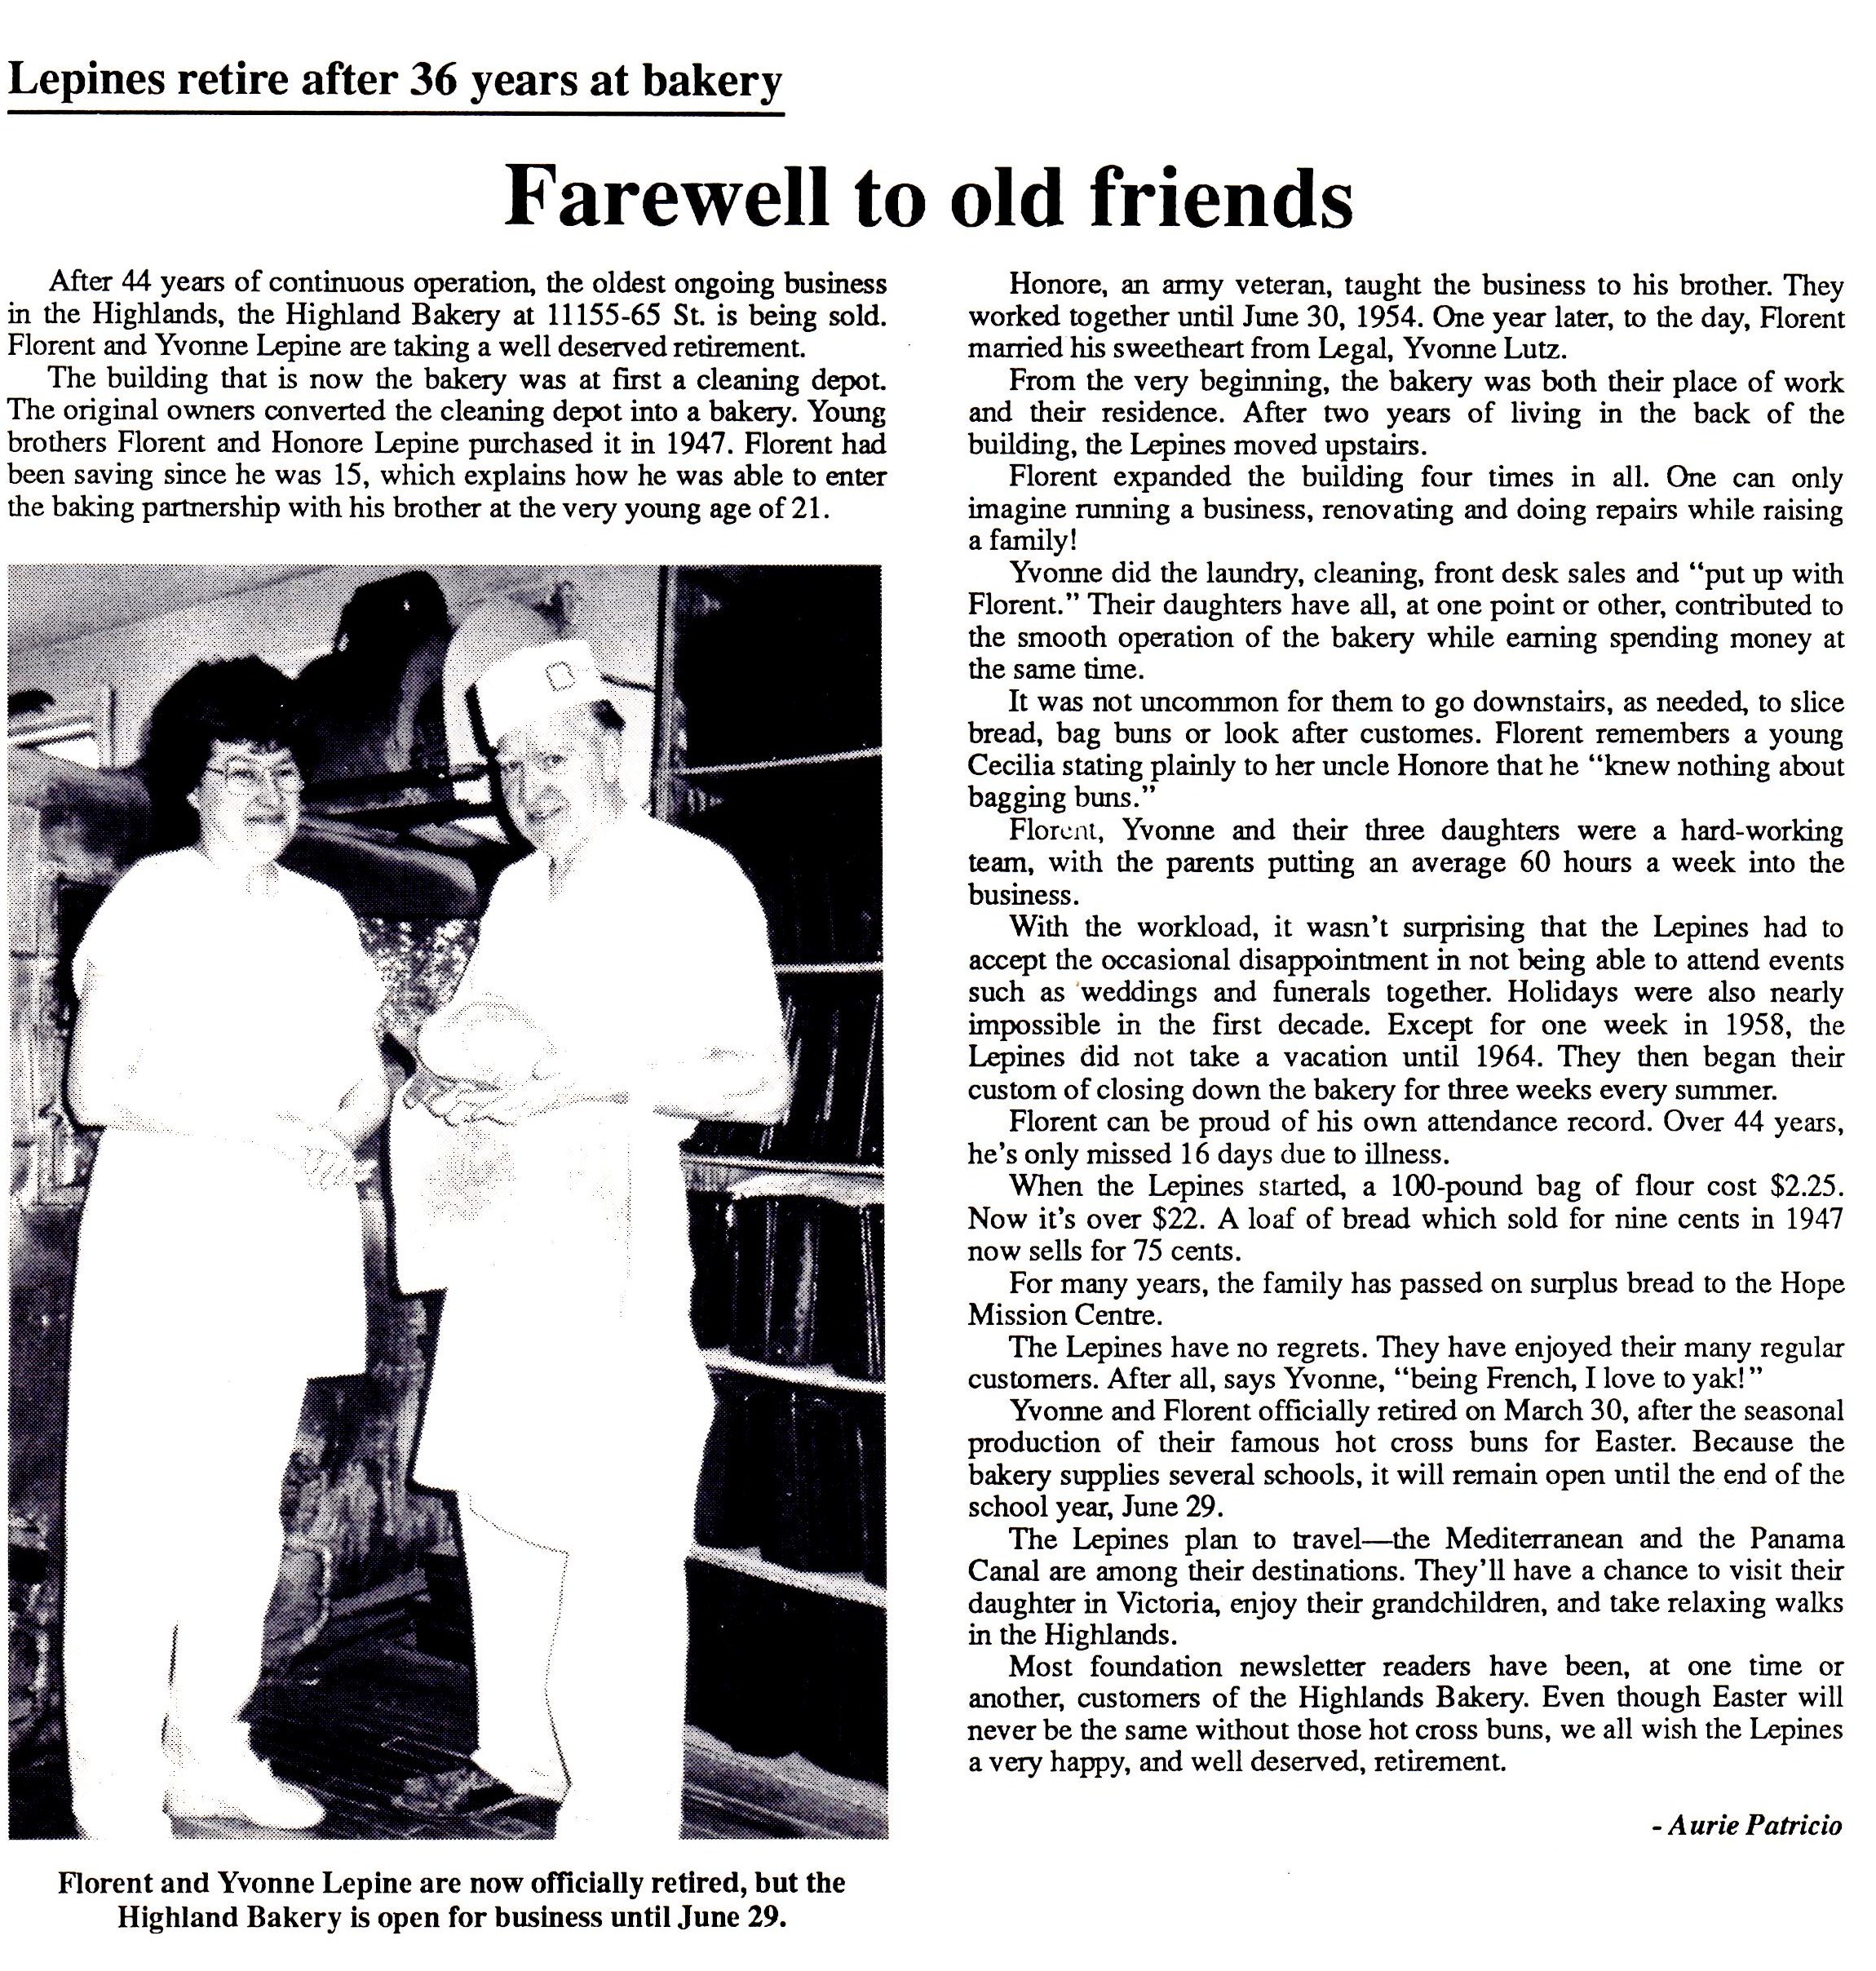 Lepines retire after 36 years at bakery
Farewell to old friends
After 44 years of continuous operation, the oldest ongoing business
in the Highlands, the Highland Bakery at 11155-65 St. is being sold.
Florent and Yvonne Lepine are taking a well deserved retirement.
The building that is now the bakery was at first a cleaning depot.
The original owners converted the cleaning depot into a bakery. Young
brothers Florent and Honore Lepine purchased it in 1947. Florent had
been saving since he was 15, which explains how he was able to enter
the baking partnership with his brother at the very young age of 21.
Florent and Yvonne Lepine are now officially retired, but the
Highland Bakery is open for business until June 29.
Honore, an army veteran, taught the business to his brother. They
worked together until June 30, 1954. One year later, to the day, Florent
married his sweetheart from Legal, Yvonne Lutz.
From the very beginning, the bakery was both their place of work
and their residence. After two years of living in the back of the
building, the Lepines moved upstairs.
Florent expanded the building four times in all. One can only
imagine running a business, renovating and doing repairs while raising
a family!
Yvonne did the laundry, cleaning, front desk sales and “put up with
Florent.” Their daughters have all, at one point or other, contributed to
the smooth operation of the bakery while earning spending money at
the same time.
It was not uncommon for them to go downstairs, as needed, to slice
bread, bag buns or look after customes. Florent remembers a young
Cecilia stating plainly to her uncle Honore that he “knew nothing about
bagging buns.”
Florent, Yvonne and their three daughters were a hard-working
team, with the parents putting an average 60 hours a week into the
business.
With the workload, it wasn’t surprising that the Lepines had to
accept the occasional disappointment in not being able to attend events
such as weddings and funerals together. Holidays were also nearly
impossible in the first decade. Except for one week in 1958, the
Lepines did not take a vacation until 1964. They then began their
custom of closing down the bakery for three weeks every summer.
Florent can be proud of his own attendance record. Over 44 years,
he’s only missed 16 days due to illness.
When the Lepines started, a 100-pound bag of flour cost $2.25.
Now it’s over $22. A loaf of bread which sold for nine cents in 1947
now sells for 75 cents.
For many years, the family has passed on surplus bread to the Hope
Mission Centre.
The Lepines have no regrets. They have enjoyed their many regular
customers. After all, says Yvonne, “being French, I love to yak!”
Yvonne and Florent officially retired on March 30, after the seasonal
production of their famous hot cross buns for Easter. Because the
bakery supplies several schools, it will remain open until the end of the
school year, June 29.
The Lepines plan to travel—the Mediterranean and the Panama
Canal are among their destinations. They’ll have a chance to visit their
daughter in Victoria, enjoy their grandchildren, and take relaxing walks
in the Highlands.
Most foundation newsletter readers have been, at one time or
another, customers of the Highlands Bakery. Even though Easter will
never be the same without those hot cross buns, we all wish the Lepines
a very happy, and well deserved, retirement.
- Aurie Patricio